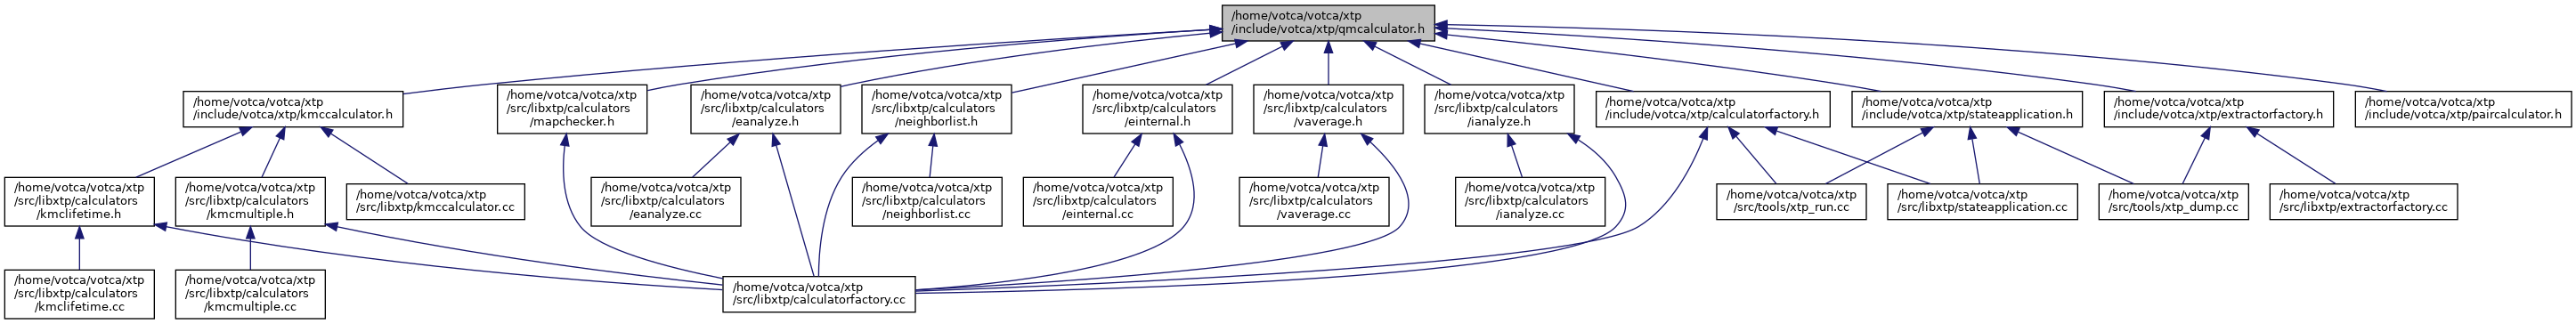 /home/votca/votca/xtp
/include/votca/xtp/qmcalculator.h
/home/votca/votca/xtp
/include/votca/xtp/kmccalculator.h
/home/votca/votca/xtp
/src/libxtp/calculators
/mapchecker.h
/home/votca/votca/xtp
/src/libxtp/calculators
/eanalyze.h
/home/votca/votca/xtp
/src/libxtp/calculators
/neighborlist.h
/home/votca/votca/xtp
/src/libxtp/calculators
/einternal.h
/home/votca/votca/xtp
/src/libxtp/calculators
/vaverage.h
/home/votca/votca/xtp
/src/libxtp/calculators
/ianalyze.h
/home/votca/votca/xtp
/include/votca/xtp/calculatorfactory.h
/home/votca/votca/xtp
/include/votca/xtp/stateapplication.h
/home/votca/votca/xtp
/include/votca/xtp/extractorfactory.h
/home/votca/votca/xtp
/include/votca/xtp/paircalculator.h
/home/votca/votca/xtp
/src/libxtp/calculators
/kmclifetime.h
/home/votca/votca/xtp
/src/libxtp/calculators
/kmcmultiple.h
/home/votca/votca/xtp
/src/libxtp/kmccalculator.cc
/home/votca/votca/xtp
/src/libxtp/calculators
/eanalyze.cc
/home/votca/votca/xtp
/src/libxtp/calculators
/neighborlist.cc
/home/votca/votca/xtp
/src/libxtp/calculators
/einternal.cc
/home/votca/votca/xtp
/src/libxtp/calculators
/vaverage.cc
/home/votca/votca/xtp
/src/libxtp/calculators
/ianalyze.cc
/home/votca/votca/xtp
/src/tools/xtp_run.cc
/home/votca/votca/xtp
/src/libxtp/stateapplication.cc
/home/votca/votca/xtp
/src/tools/xtp_dump.cc
/home/votca/votca/xtp
/src/libxtp/extractorfactory.cc
/home/votca/votca/xtp
/src/libxtp/calculators
/kmclifetime.cc
/home/votca/votca/xtp
/src/libxtp/calculators
/kmcmultiple.cc
/home/votca/votca/xtp
/src/libxtp/calculatorfactory.cc